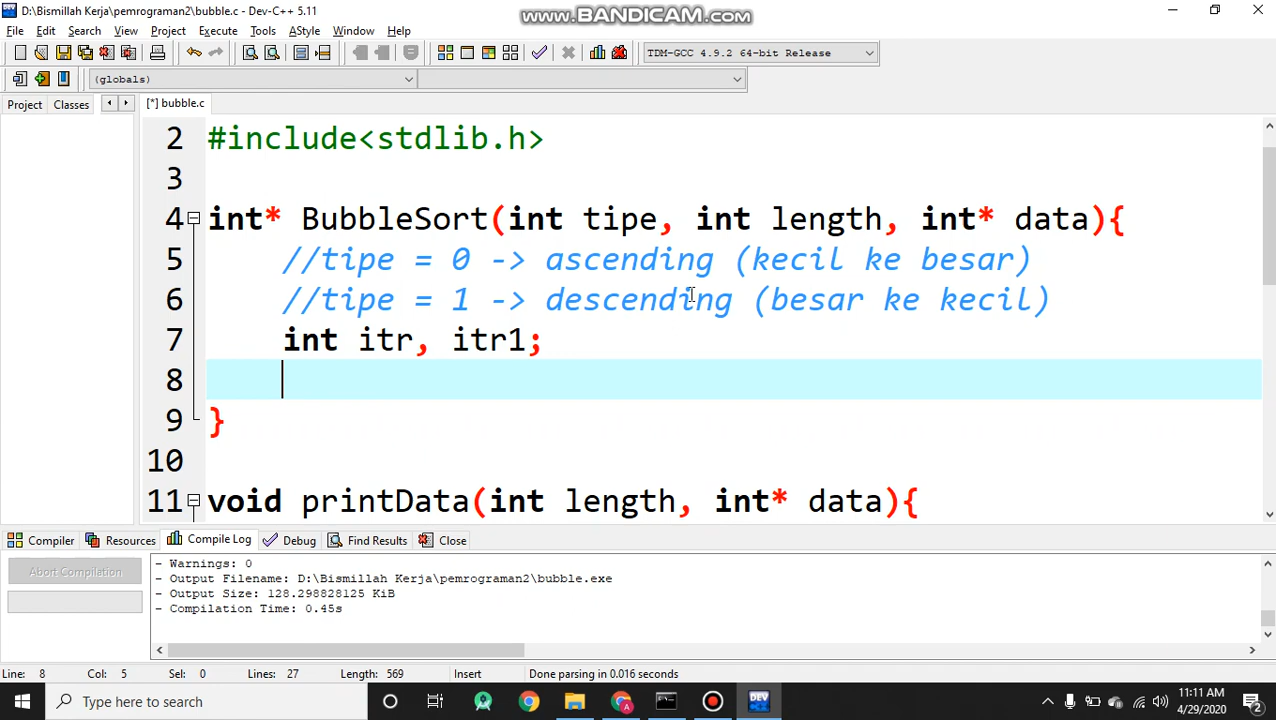 D:\Bismillah Kerja\pemrograman2\bubble.c - Dev-C++ 5.11
www.BANDICAM.com
File Edit Search View Project Execute Tools AStyle Window Help
TDM-GCC 4.9.2 64-bit Release
(globals)
Project Classes [*] bubble.c
2 #include<stdlib.h>
3
4 int* BubbleSort(int tipe, int length, int* data){
5 //tipe = 0 -> ascending (kecil ke besar)
6 //tipe = 1 -> descending (besar ke kecil)
7 int itr, itr1;
8
9 }
10
11 void printData(int length, int* data){
Compiler Resources Compile Log Debug Find Results Close
Abort Compilation
- Warnings: 0
- Output Filename: D:\Bismillah Kerja\pemrograman2\bubble.exe
- Output Size: 128.298828125 KiB
- Compilation Time: 0.45s
Line: 8 Col: 5 Sel: 0 Lines: 27 Length: 569 Insert Done parsing in 0.016 seconds
Type here to search
DEV
11:11 AM
4/29/2020
2